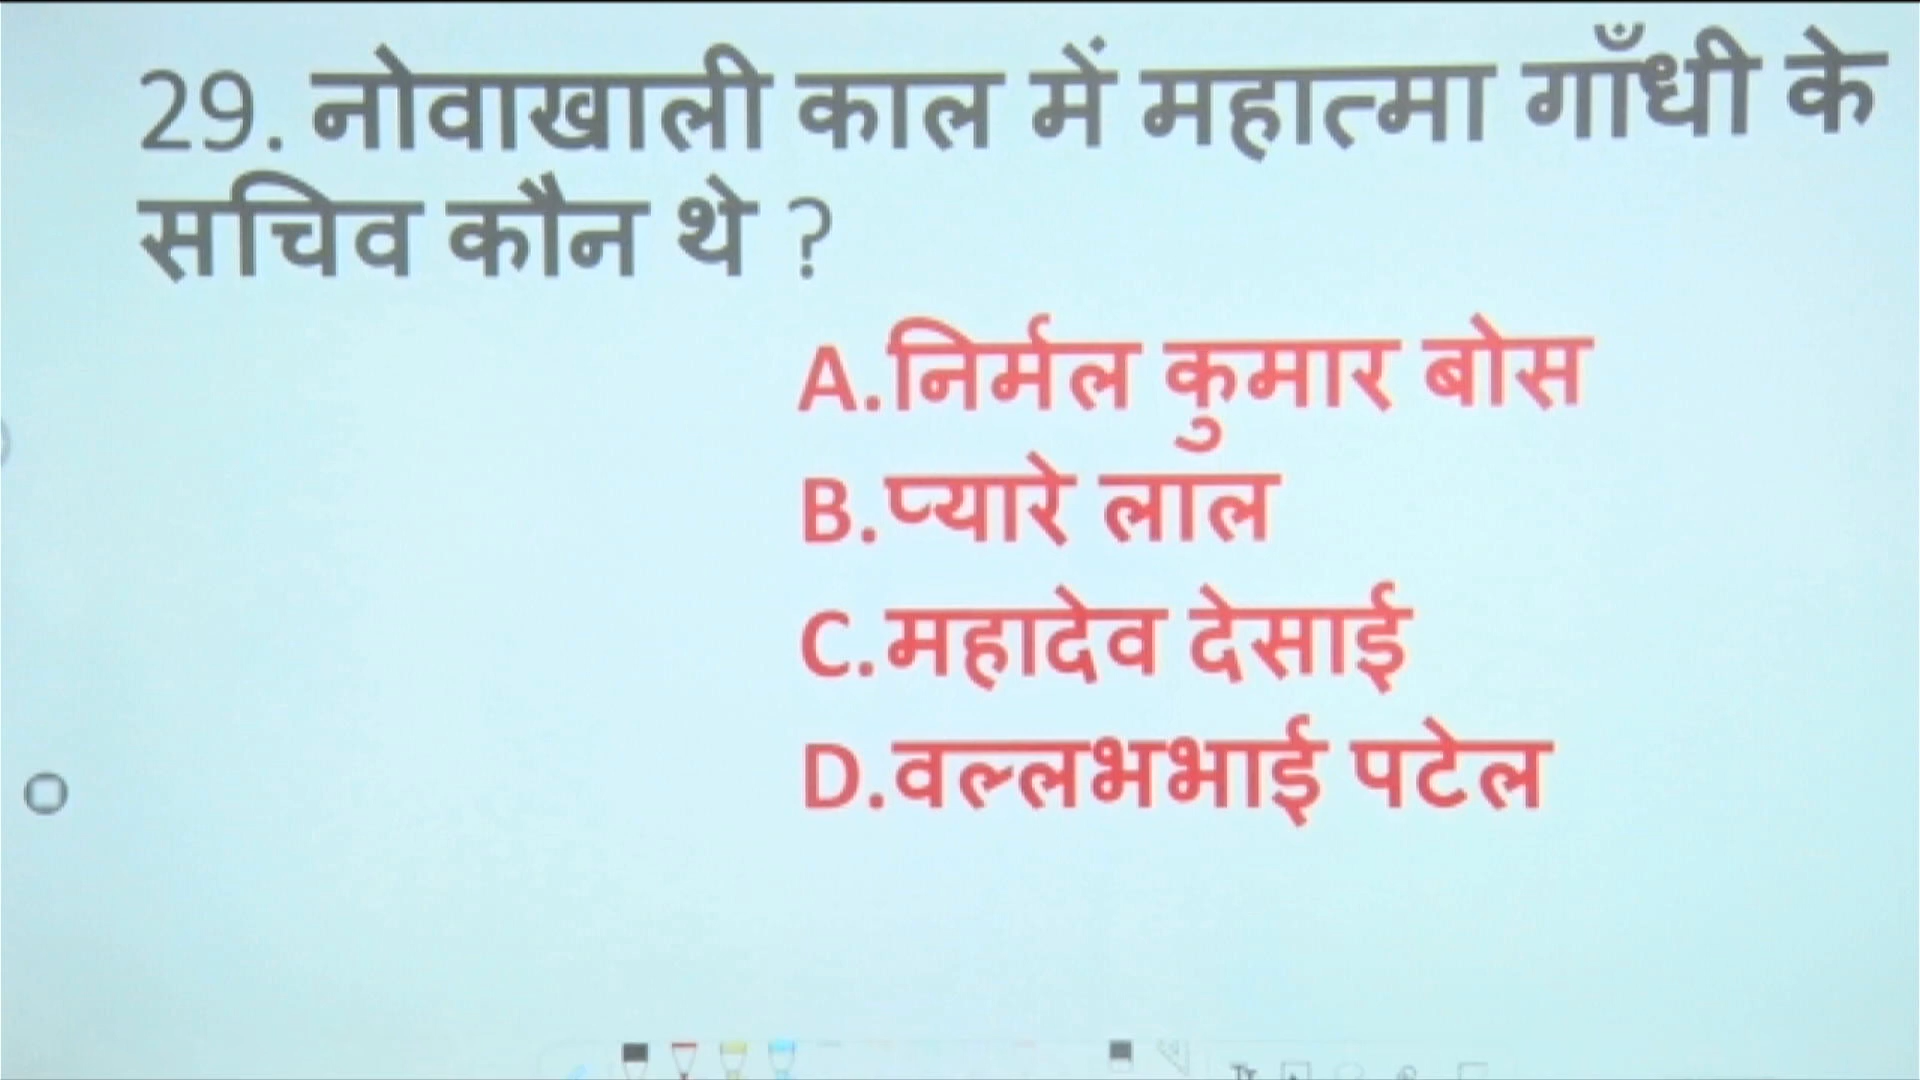 29. नोवाखाली काल में महात्मा गाँधी के
सचिव कौन थे ?
A.निर्मल कुमार बोस
B.प्यारे लाल
C.महादेव देसाई
D.वल्लभभाई पटेल